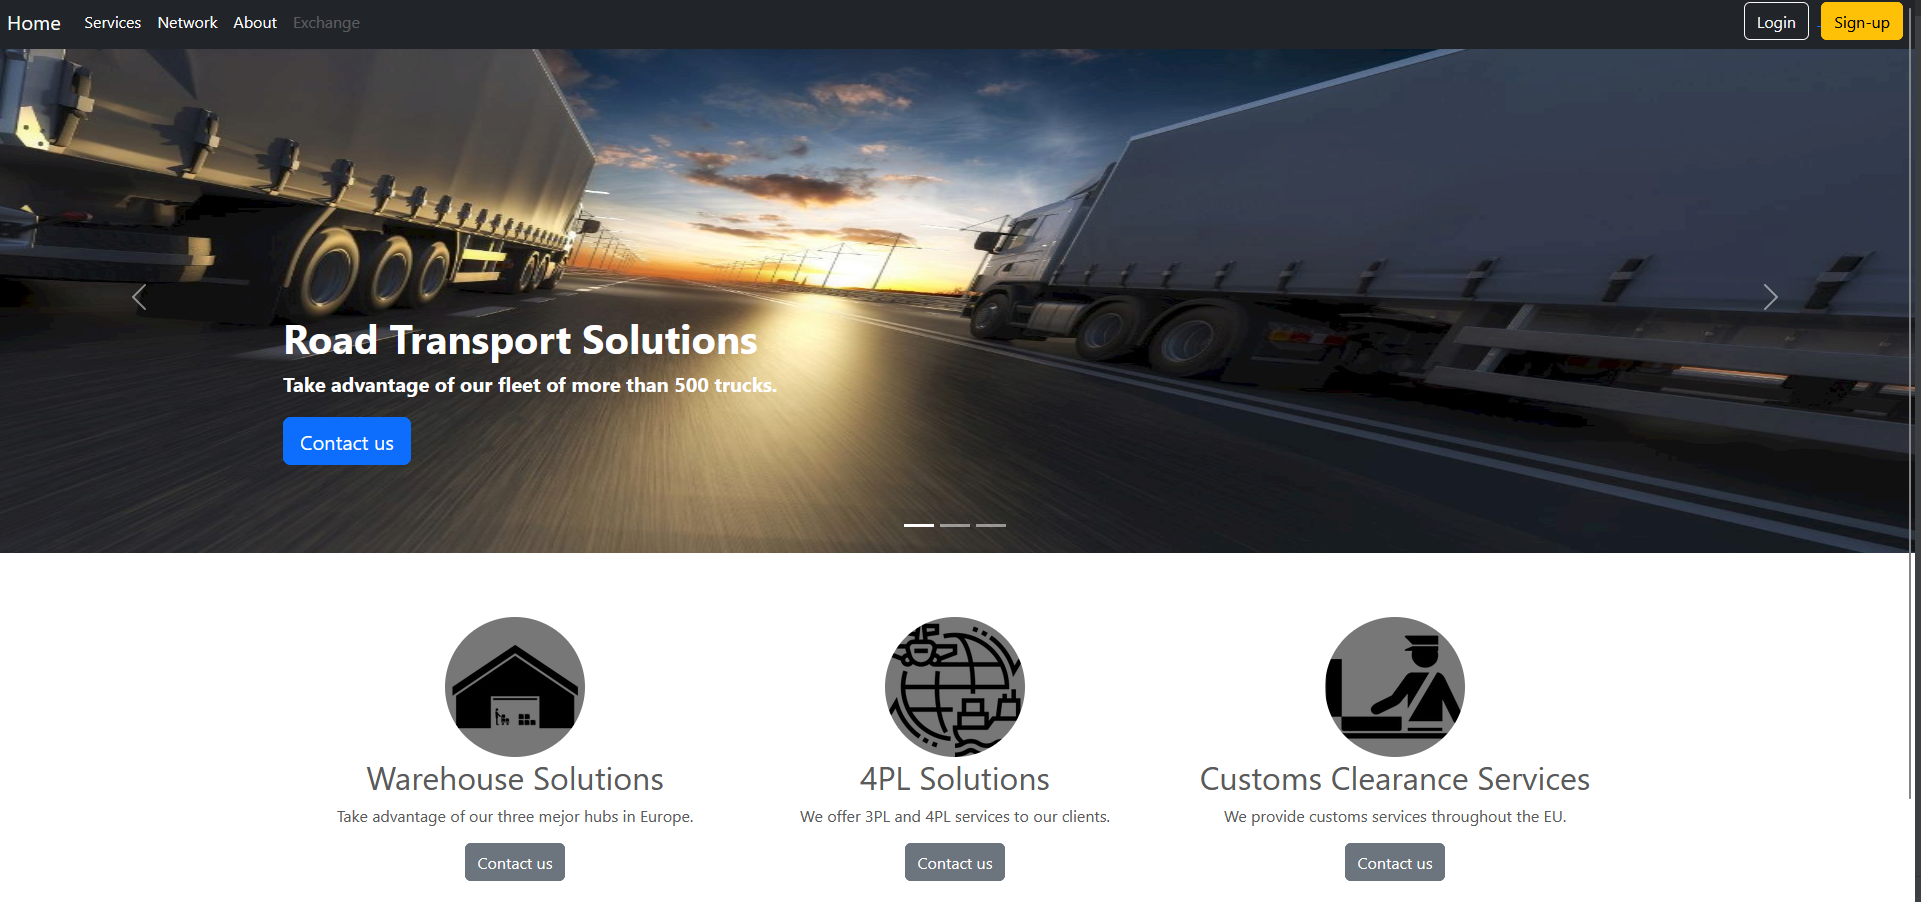 Home Services Network About Exchange Login Sign-up
Road Transport Solutions
Take advantage of our fleet of more than 500 trucks.
Contact us
Warehouse Solutions
Take advantage of our three mejor hubs in Europe.
Contact us
4PL Solutions
We offer 3PL and 4PL services to our clients.
Contact us
Customs Clearance Services
We provide customs services throughout the EU.
Contact us